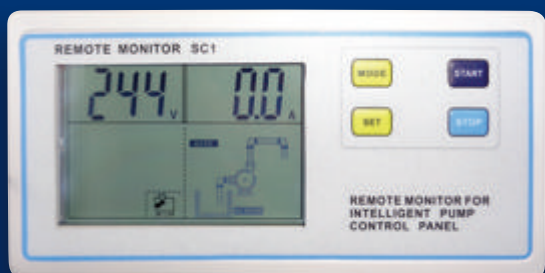 REMOTE MONITOR SC1
244 V
0.0 A
MODE
START
SET
STOP
REMOTE MONITOR FOR
INTELLIGENT PUMP
CONTROL PANEL